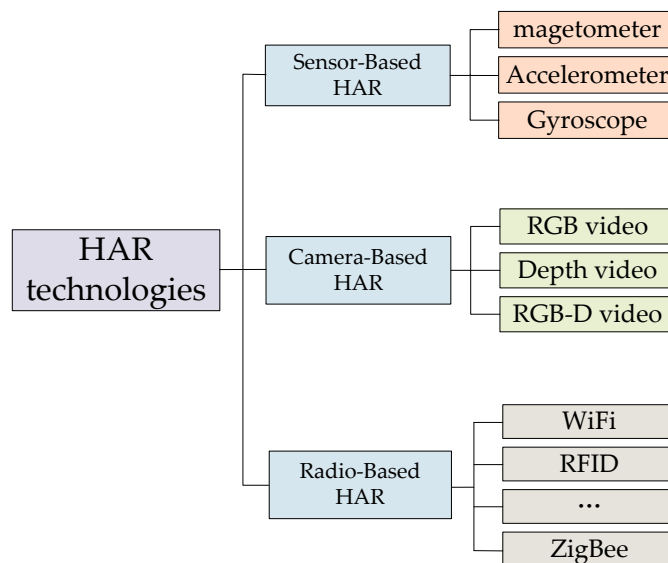 Sensor-Based
HAR
magetometer
Accelerometer
Gyroscope
HAR
technologies
Camera-Based
HAR
RGB video
Depth video
RGB-D video
Radio-Based
HAR
WiFi
RFID
...
ZigBee